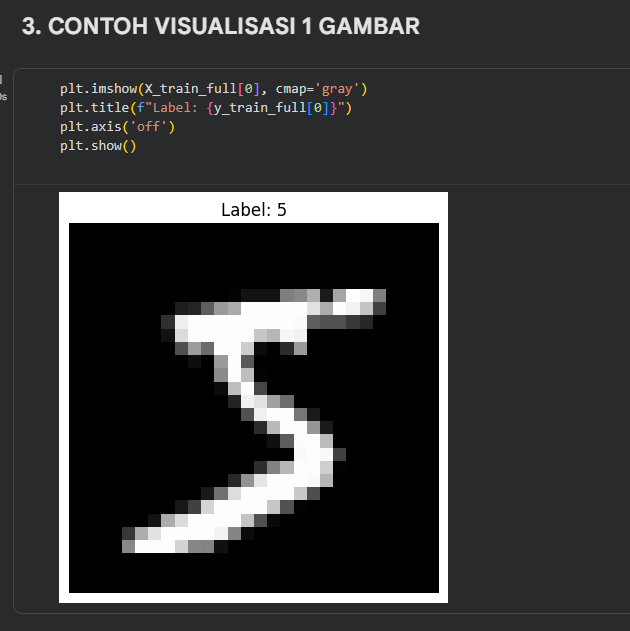 3. CONTOH VISUALISASI 1 GAMBAR
plt.imshow(X_train_full[0], cmap='gray')
plt.title(f"Label: {y_train_full[0]}")
plt.axis('off')
plt.show()
Label: 5
5